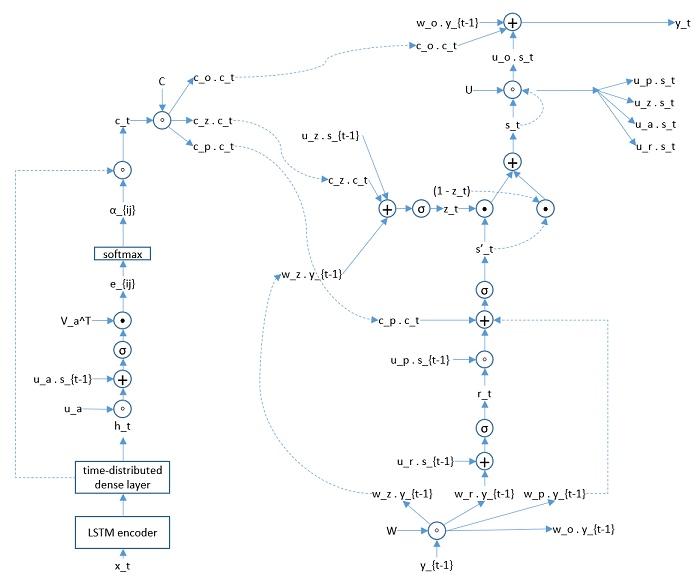 w_o . y_{t-1}
+
y_t
c_o . c_t
u_o . s_t
C
c_o . c_t
U
u_p . s_t
u_z . s_t
u_a . s_t
u_r . s_t
c_t
c_z . c_t
c_p . c_t
s_t
u_z . s_{t-1}
+
c_z . c_t
(1 - z_t)
α_{ij}
+
σ
z_t
softmax
s’_t
e_{ij}
w_z . y_{t-1}
σ
V_a^T
c_p . c_t
+
σ
u_p . s_{t-1}
u_a . s_{t-1}
+
r_t
u_a
h_t
σ
u_r . s_{t-1}
+
time-distributed
dense layer
w_z . y_{t-1}
w_r . y_{t-1}
w_p . y_{t-1}
LSTM encoder
W
w_o . y_{t-1}
x_t
y_{t-1}